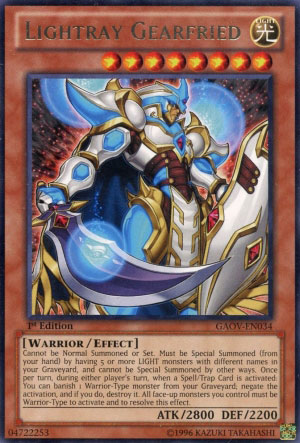 LIGHTRAY GEARFRIED
LIGHT
光
1st Edition
GAOV-EN034
[WARRIOR / EFFECT]
Cannot be Normal Summoned or Set. Must be Special Summoned (from
your hand) by having 5 or more LIGHT monsters with different names in
your Graveyard, and cannot be Special Summoned by other ways. Once
per turn, during either player's turn, when a Spell/Trap Card is activated:
You can banish 1 Warrior-Type monster from your Graveyard; negate the
activation, and if you do, destroy it. All face-up monsters you control must be
Warrior-Type to activate and to resolve this effect.
ATK/2800 DEF/2200
04722253
©1996 KAZUKI TAKAHASHI